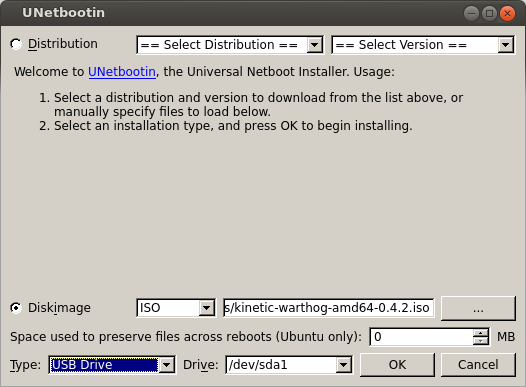 UNetbootin
Distribution == Select Distribution == == Select Version ==
Welcome to UNetbootin, the Universal Netboot Installer. Usage:
1. Select a distribution and version to download from the list above, or
manually specify files to load below.
2. Select an installation type, and press OK to begin installing.
Diskimage ISO s/kinetic-warthog-amd64-0.4.2.iso ...
Space used to preserve files across reboots (Ubuntu only): 0 MB
Type: USB Drive Drive: /dev/sda1 OK Cancel